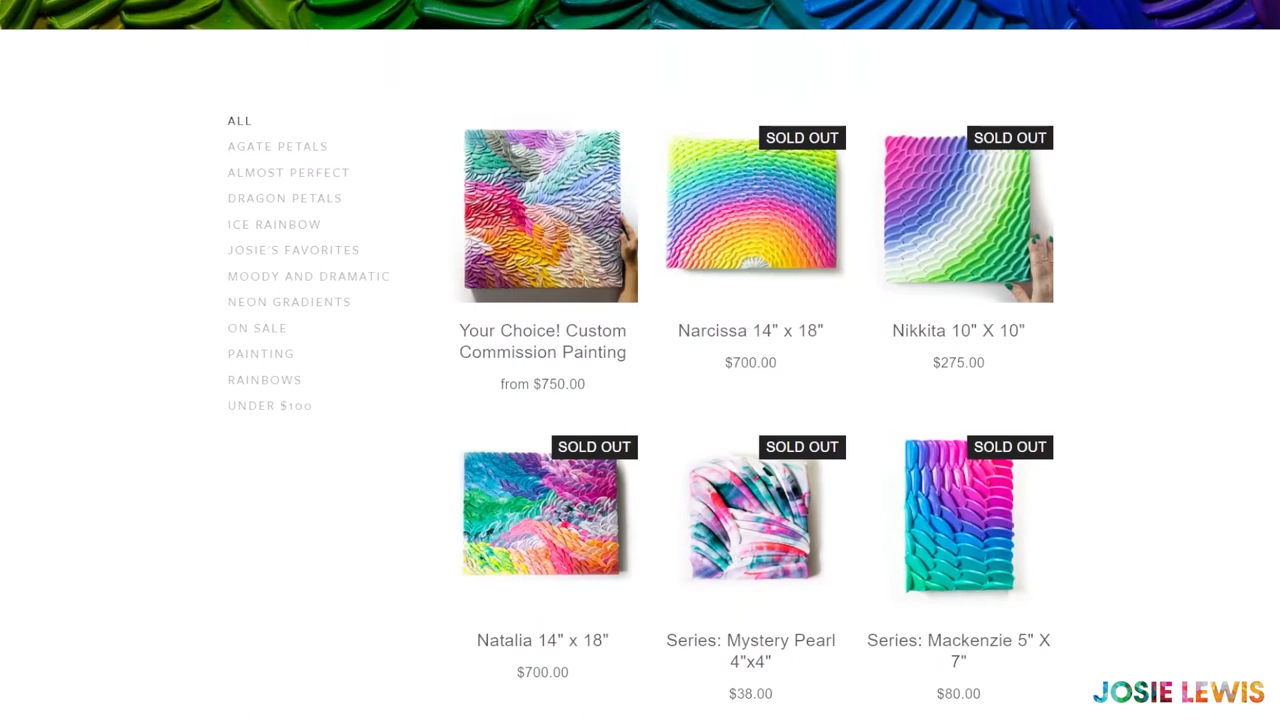 ALL
AGATE PETALS
ALMOST PERFECT
DRAGON PETALS
ICE RAINBOW
JOSIE'S FAVORITES
MOODY AND DRAMATIC
NEON GRADIENTS
ON SALE
PAINTING
RAINBOWS
UNDER $100
Your Choice! Custom
Commission Painting
from $750.00
SOLD OUT
Narcissa 14" x 18"
$700.00
SOLD OUT
Nikkita 10" X 10"
$275.00
SOLD OUT
Natalia 14" x 18"
$700.00
SOLD OUT
Series: Mystery Pearl
4"x4"
$38.00
SOLD OUT
Series: Mackenzie 5" X
7"
$80.00
JOSIE LEWIS